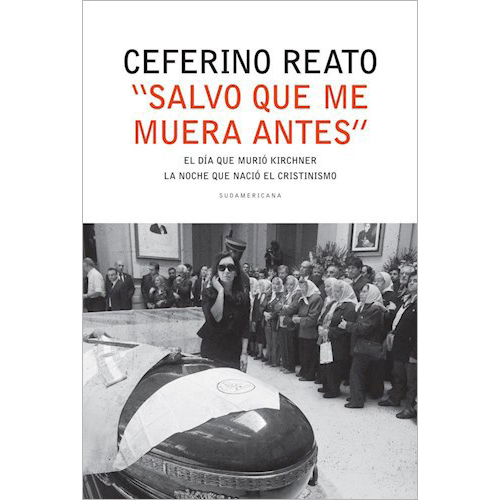 CEFERINO REATO
"SALVO QUE ME
MUERA ANTES"
EL DÍA QUE MURIÓ KIRCHNER
LA NOCHE QUE NACIÓ EL CRISTINISMO
SUDAMERICANA